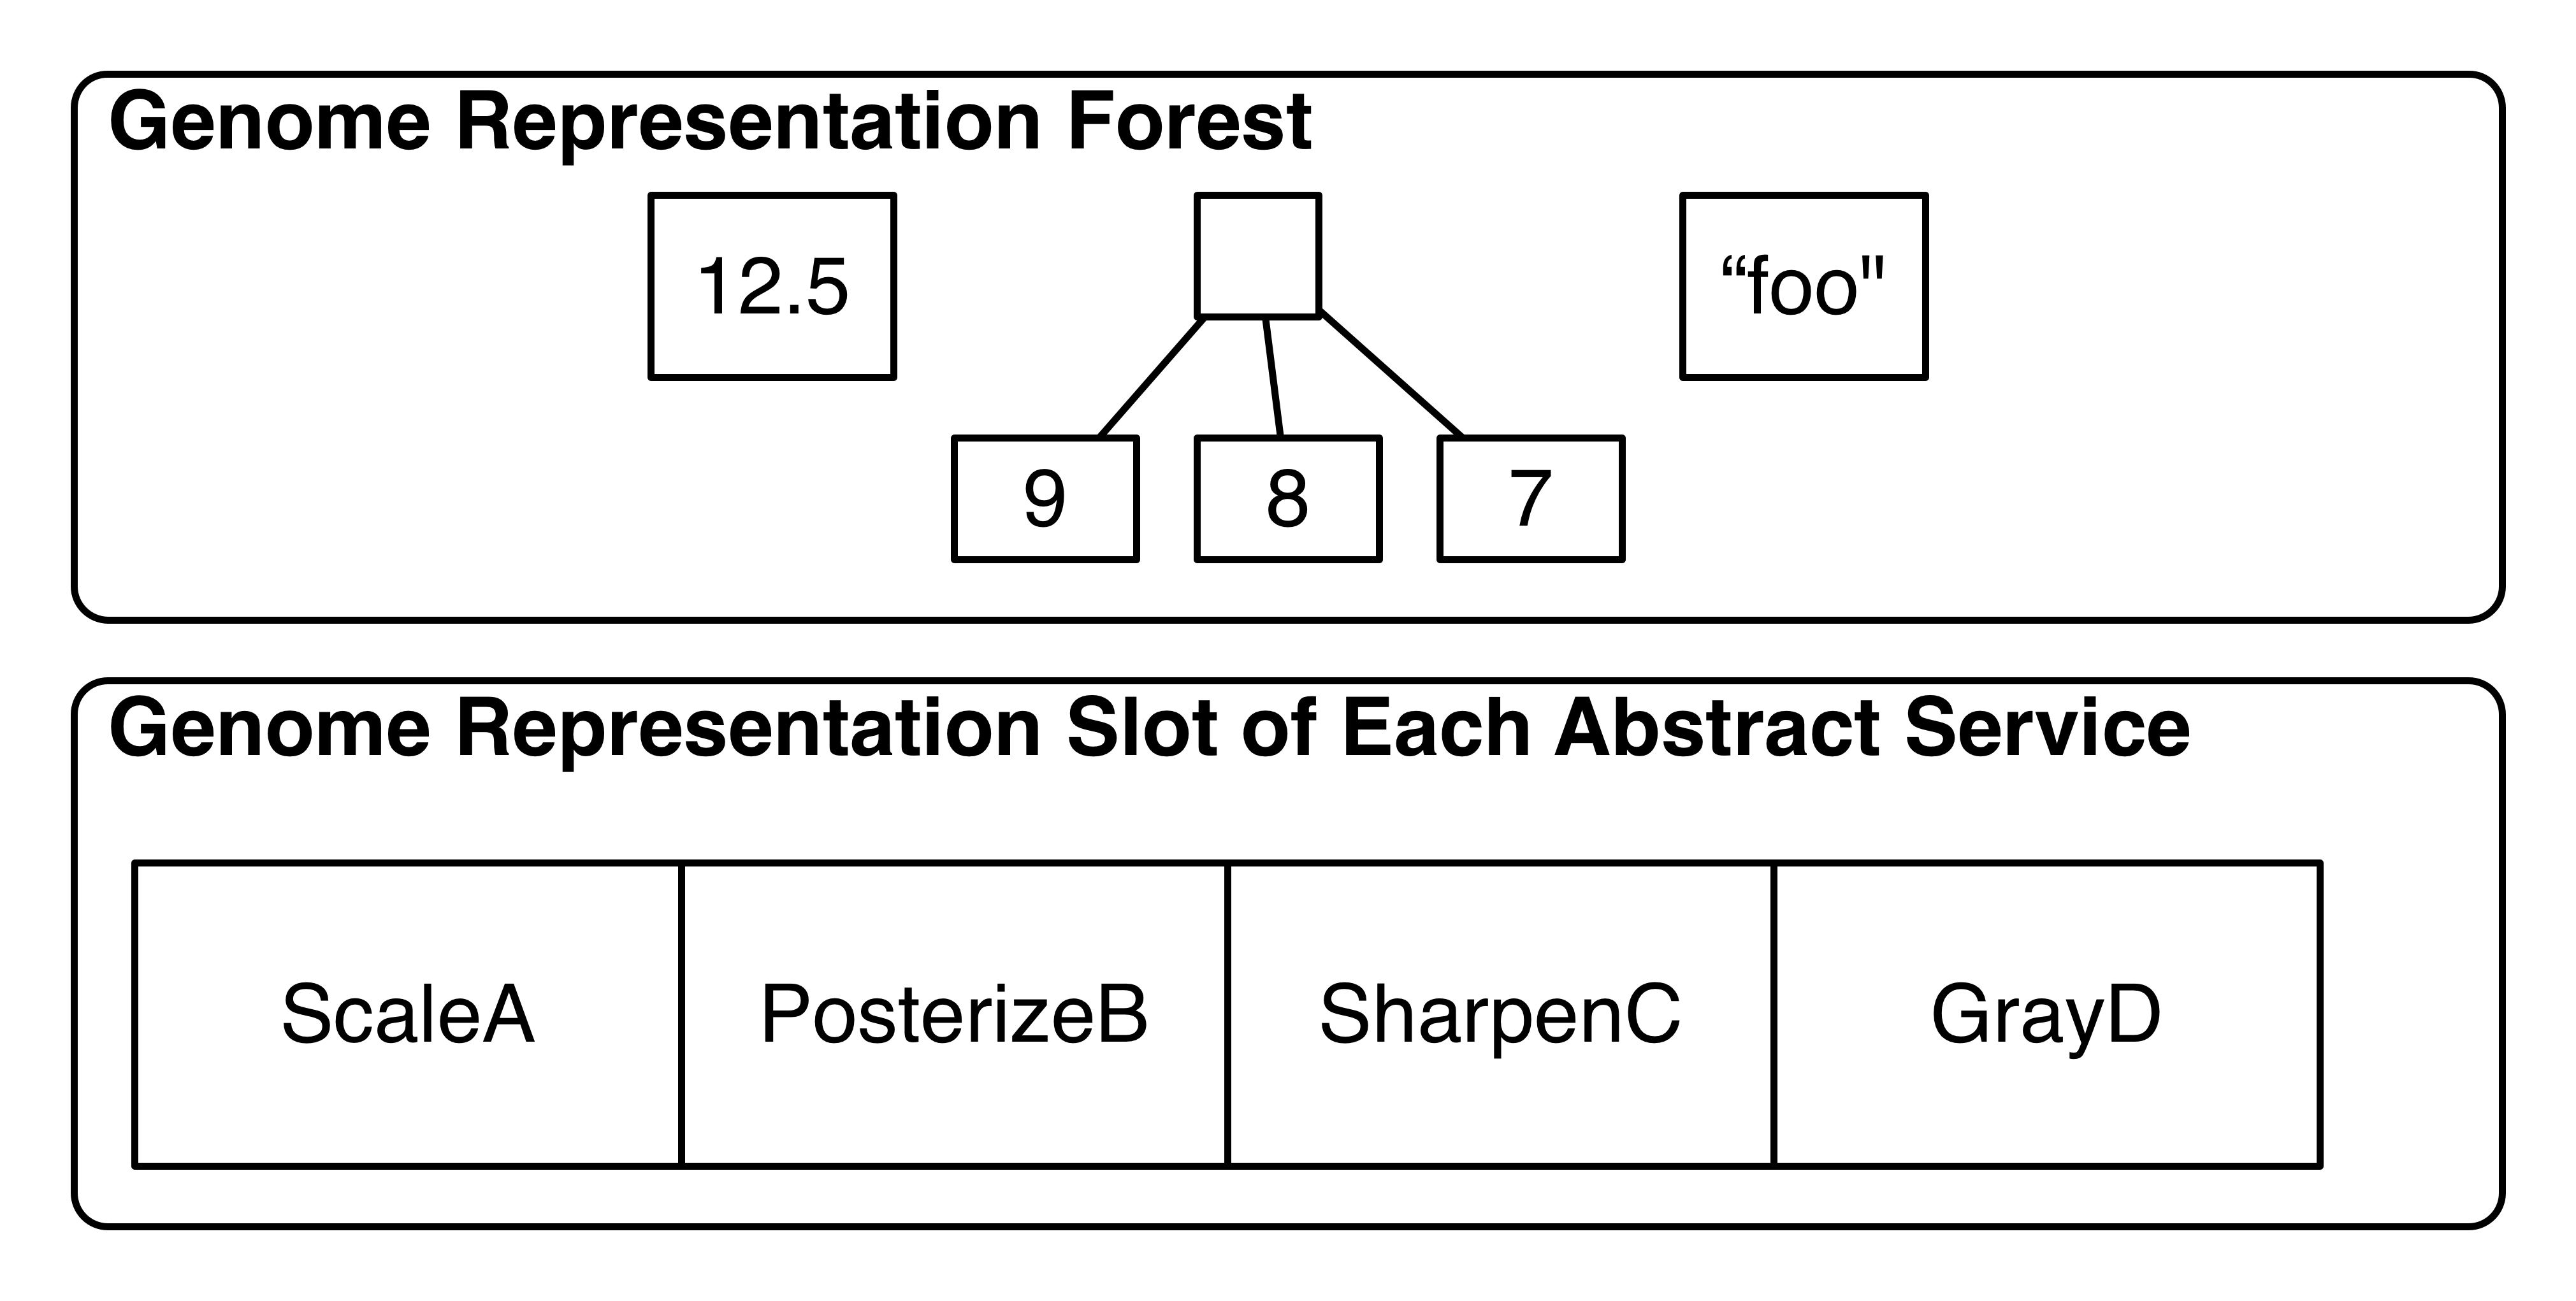 Genome Representation Forest
12.5
“foo"
9 8 7
Genome Representation Slot of Each Abstract Service
ScaleA PosterizeB SharpenC GrayD